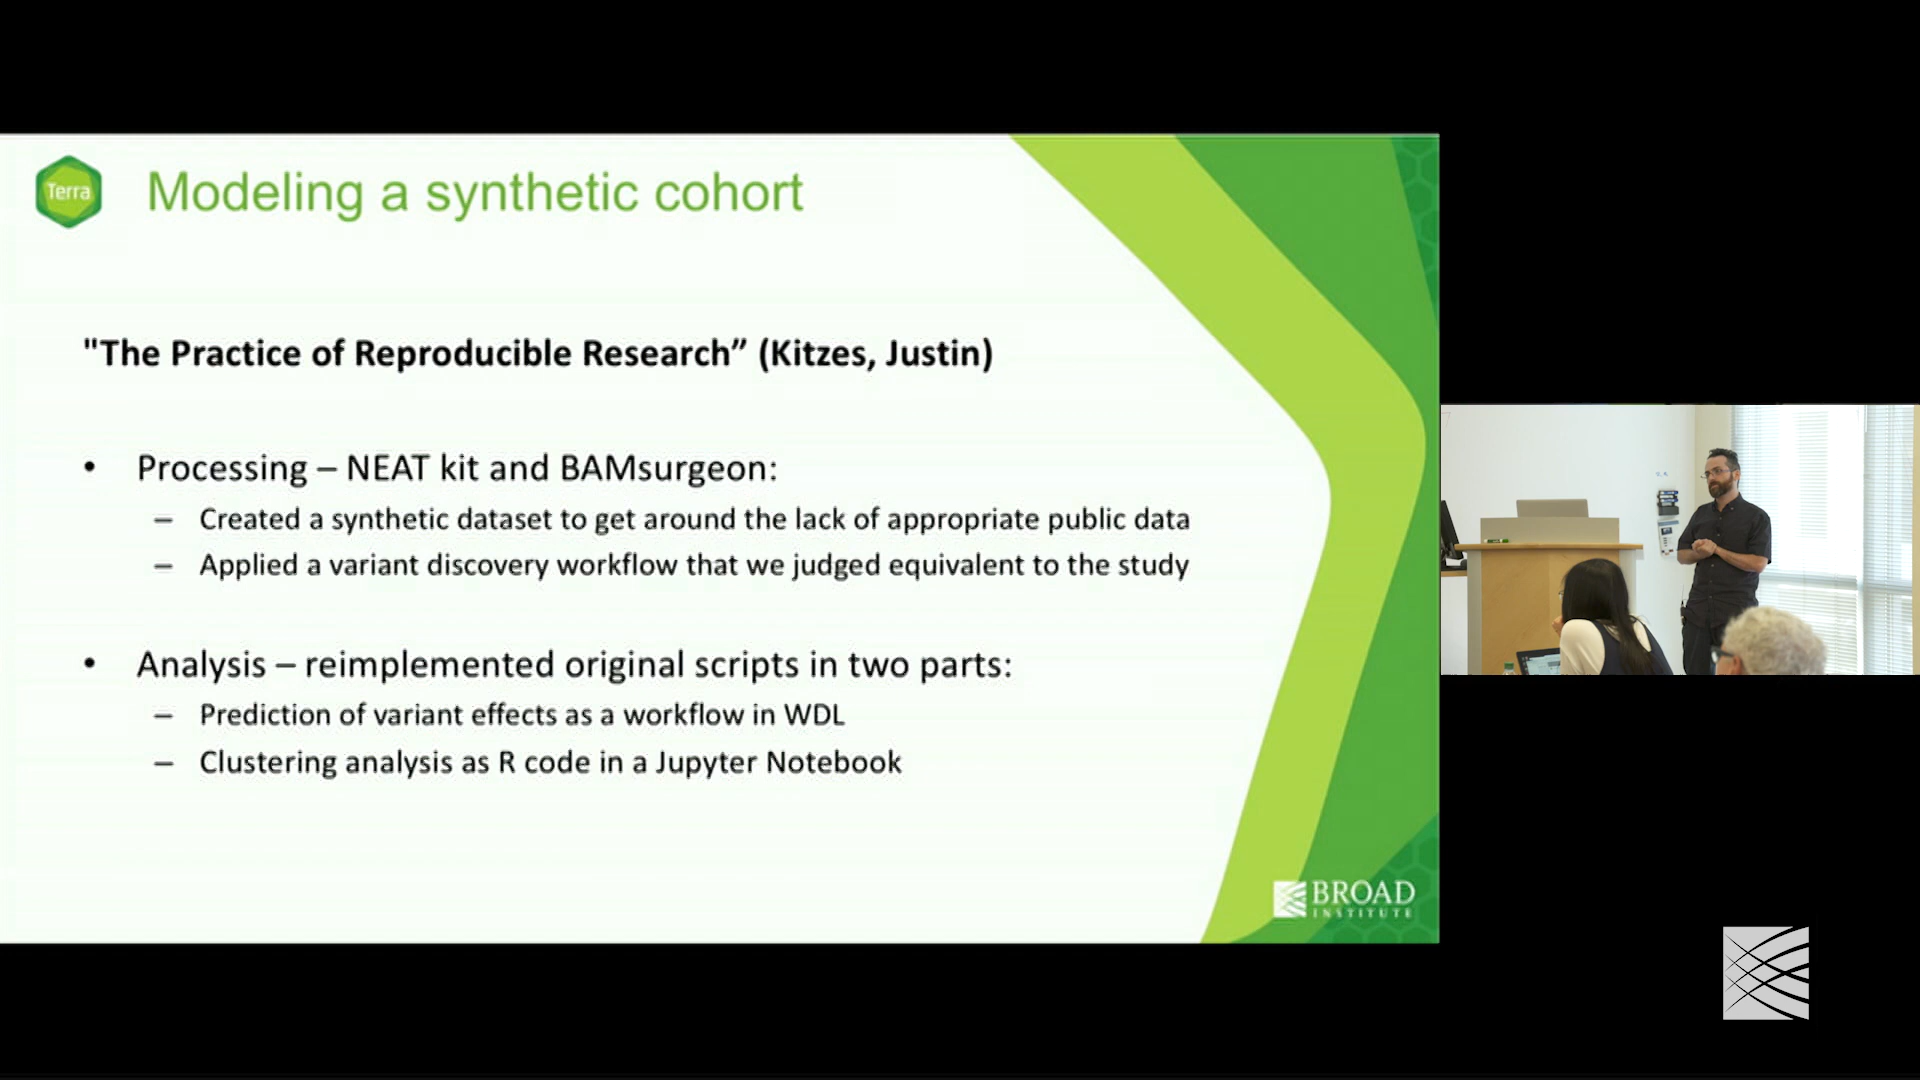 Terra
Modeling a synthetic cohort
"The Practice of Reproducible Research” (Kitzes, Justin)
• Processing – NEAT kit and BAMsurgeon:
– Created a synthetic dataset to get around the lack of appropriate public data
– Applied a variant discovery workflow that we judged equivalent to the study
• Analysis – reimplemented original scripts in two parts:
– Prediction of variant effects as a workflow in WDL
– Clustering analysis as R code in a Jupyter Notebook
BROAD
INSTITUTE